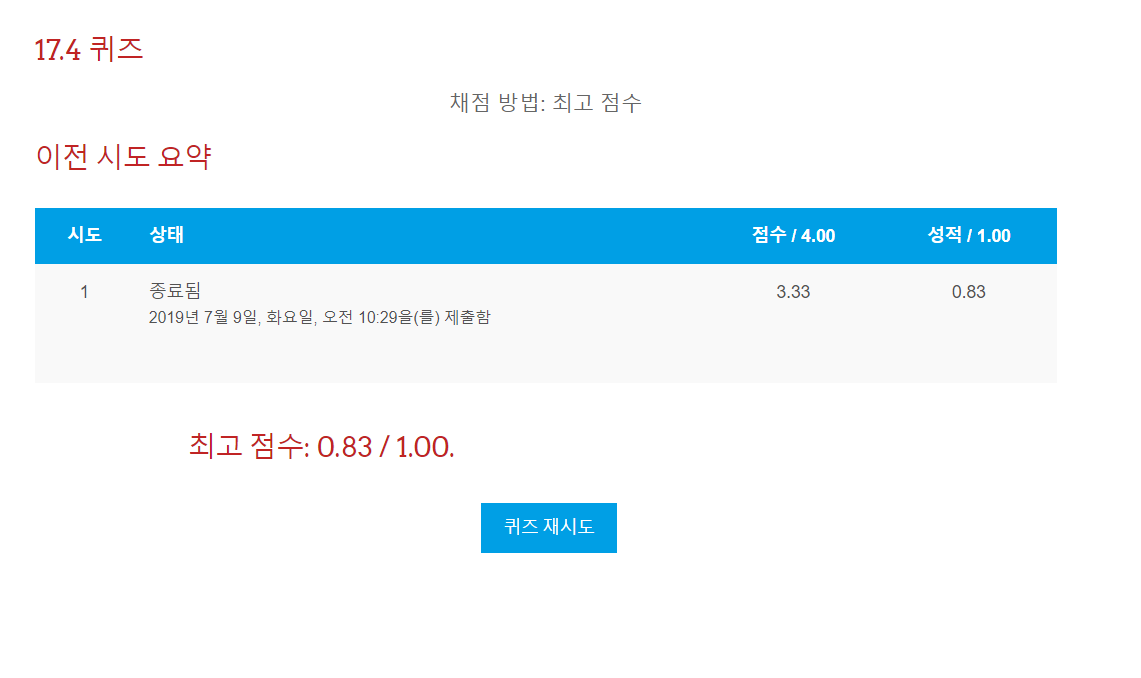 17.4 퀴즈
채점 방법: 최고 점수
이전 시도 요약
시도 상태 점수 / 4.00 성적 / 1.00
1 종료됨 3.33 0.83
2019년 7월 9일, 화요일, 오전 10:29을(를) 제출함
최고 점수: 0.83 / 1.00.
퀴즈 재시도